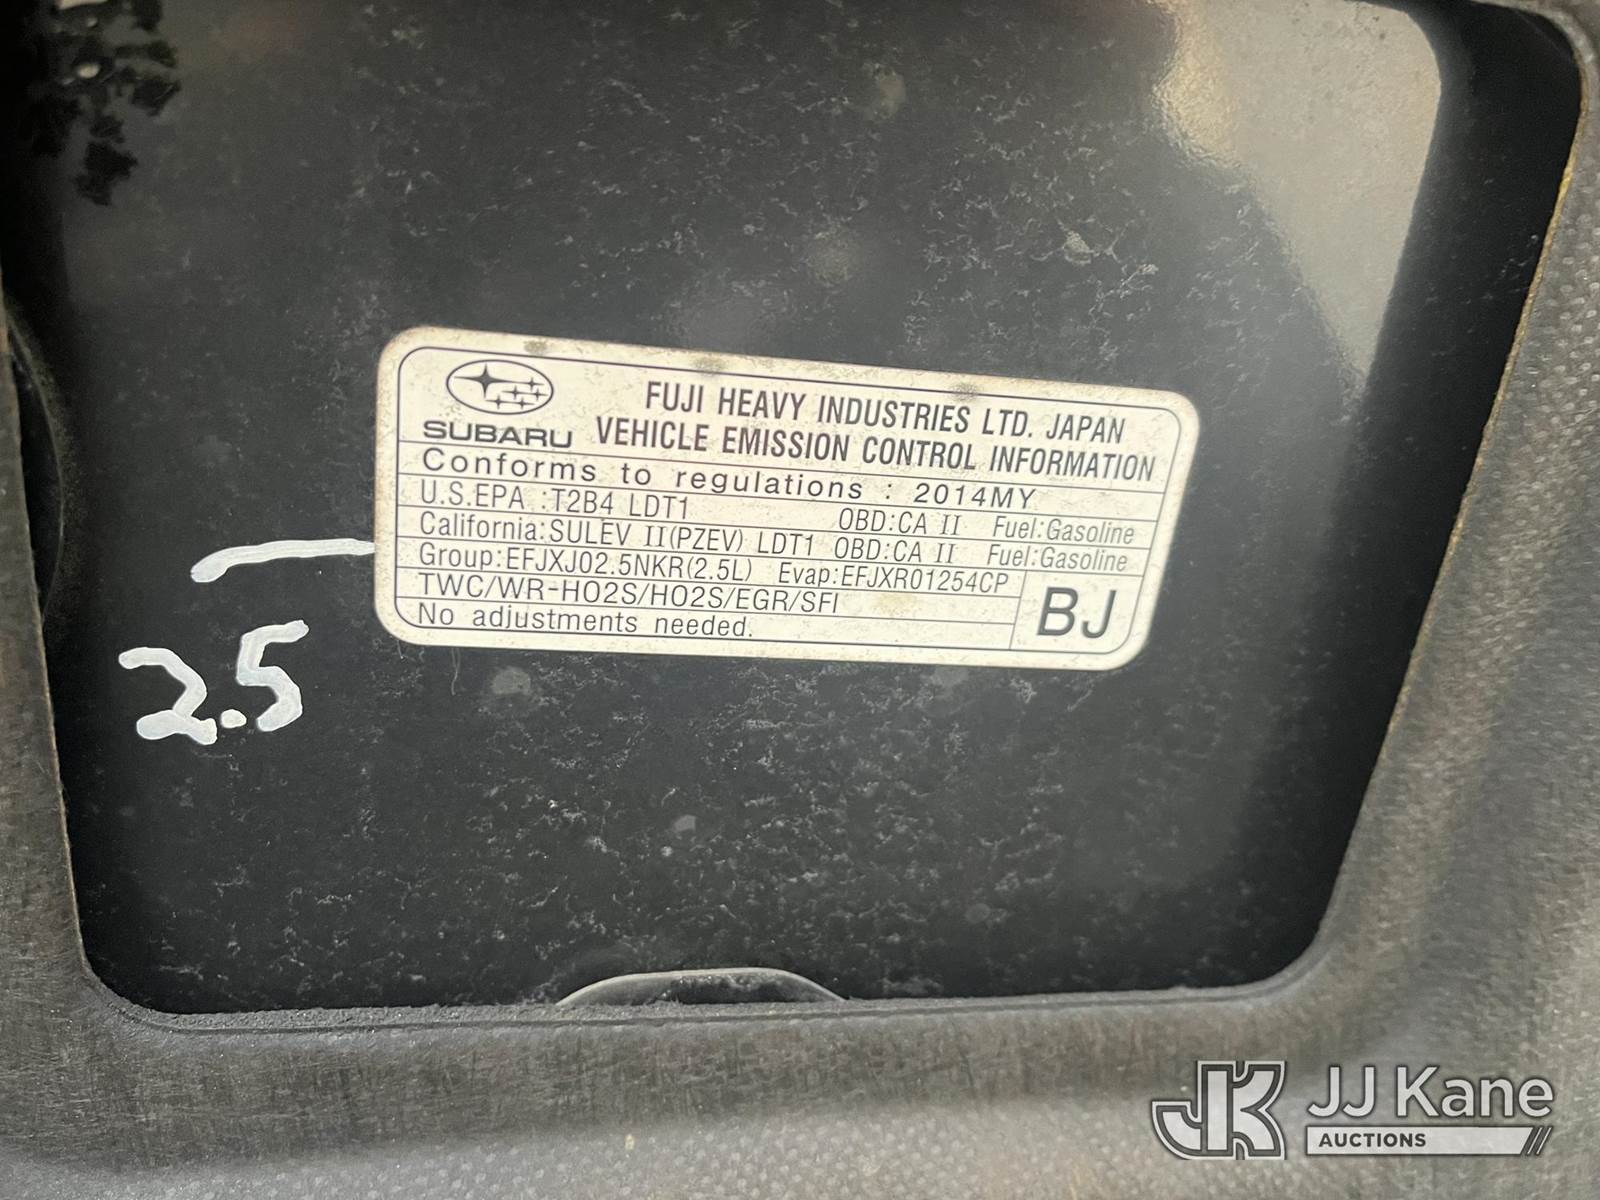 FUJI HEAVY INDUSTRIES LTD. JAPAN
SUBARU VEHICLE EMISSION CONTROL INFORMATION
Conforms to regulations : 2014MY
U.S.EPA :T2B4 LDT1 OBD:CA II Fuel:Gasoline
California:SULEV II(PZEV) LDT1 OBD:CA II Fuel:Gasoline
Group:EFJXJ02.5NKR(2.5L) Evap:EFJXR01254CP
TWC/WR-HO2S/HO2S/EGR/SFI
No adjustments needed.
BJ
2.5
JK JJ Kane
AUCTIONS